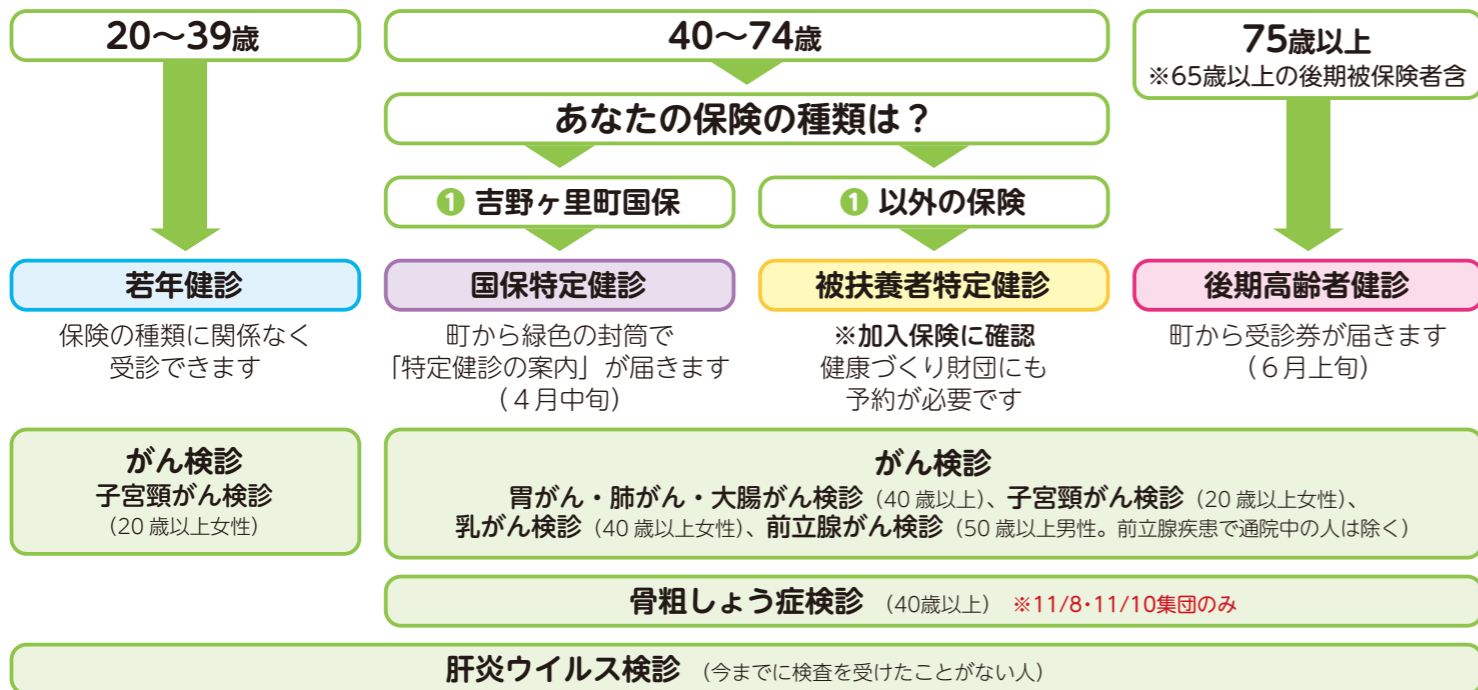 20〜39歳
40〜74歳
75歳以上
※65歳以上の後期被保険者含
あなたの保険の種類は？
❶ 吉野ヶ里町国保
❶ 以外の保険
若年健診
保険の種類に関係なく
受診できます
国保特定健診
町から緑色の封筒で
「特定健診の案内」が届きます
（４月中旬）
被扶養者特定健診
※加入保険に確認
健康づくり財団にも
予約が必要です
後期高齢者健診
町から受診券が届きます
（６月上旬）
がん検診
子宮頸がん検診
（20 歳以上女性）
がん検診
胃がん・肺がん・大腸がん検診（40 歳以上）、子宮頸がん検診（20 歳以上女性）、
乳がん検診（40 歳以上女性）、前立腺がん検診（50 歳以上男性。前立腺疾患で通院中の人は除く）
骨粗しょう症検診 （40歳以上） ※11/8・11/10集団のみ
肝炎ウイルス検診 （今までに検査を受けたことがない人）